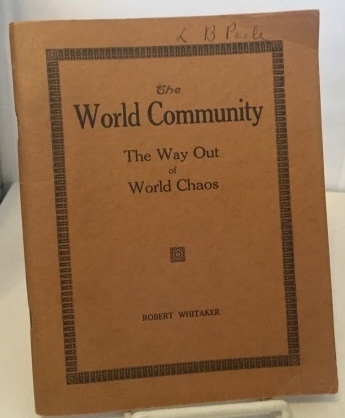 L B Peck
The
World Community
The Way Out
of
World Chaos
ROBERT WHITAKER